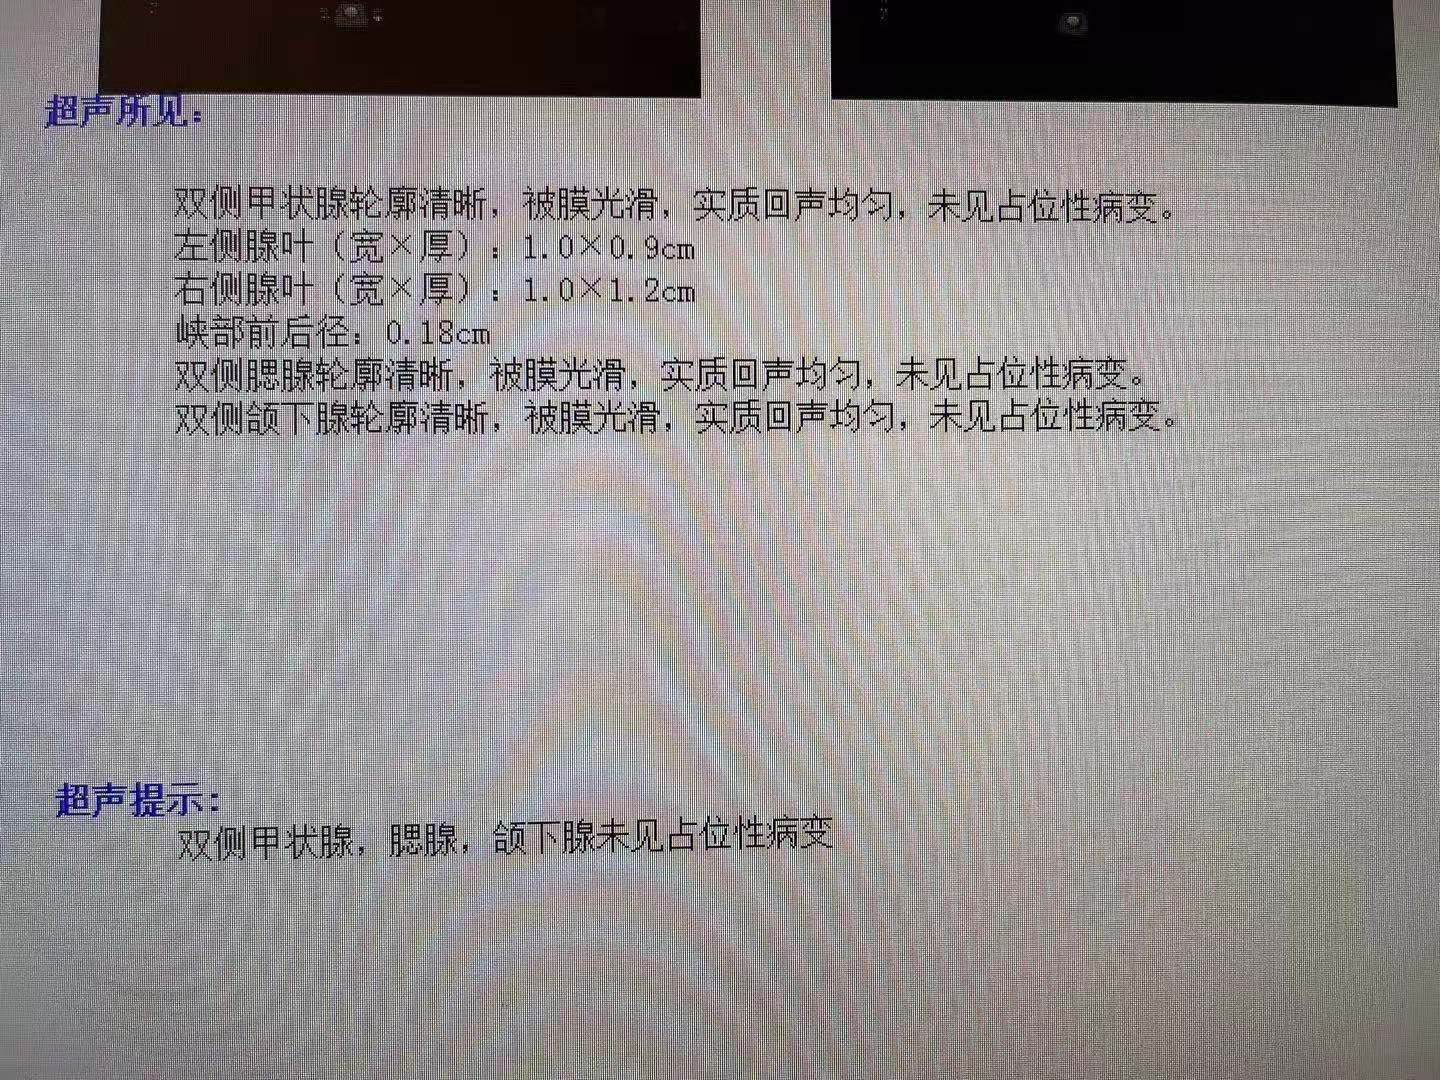 超声所见：
双侧甲状腺轮廓清晰，被膜光滑，实质回声均匀，未见占位性病变。
左侧腺叶（宽×厚）：1.0×0.9cm
右侧腺叶（宽×厚）：1.0×1.2cm
峡部前后径：0.18cm
双侧腮腺轮廓清晰，被膜光滑，实质回声均匀，未见占位性病变。
双侧颌下腺轮廓清晰，被膜光滑，实质回声均匀，未见占位性病变。
超声提示：
双侧甲状腺，腮腺，颌下腺未见占位性病变